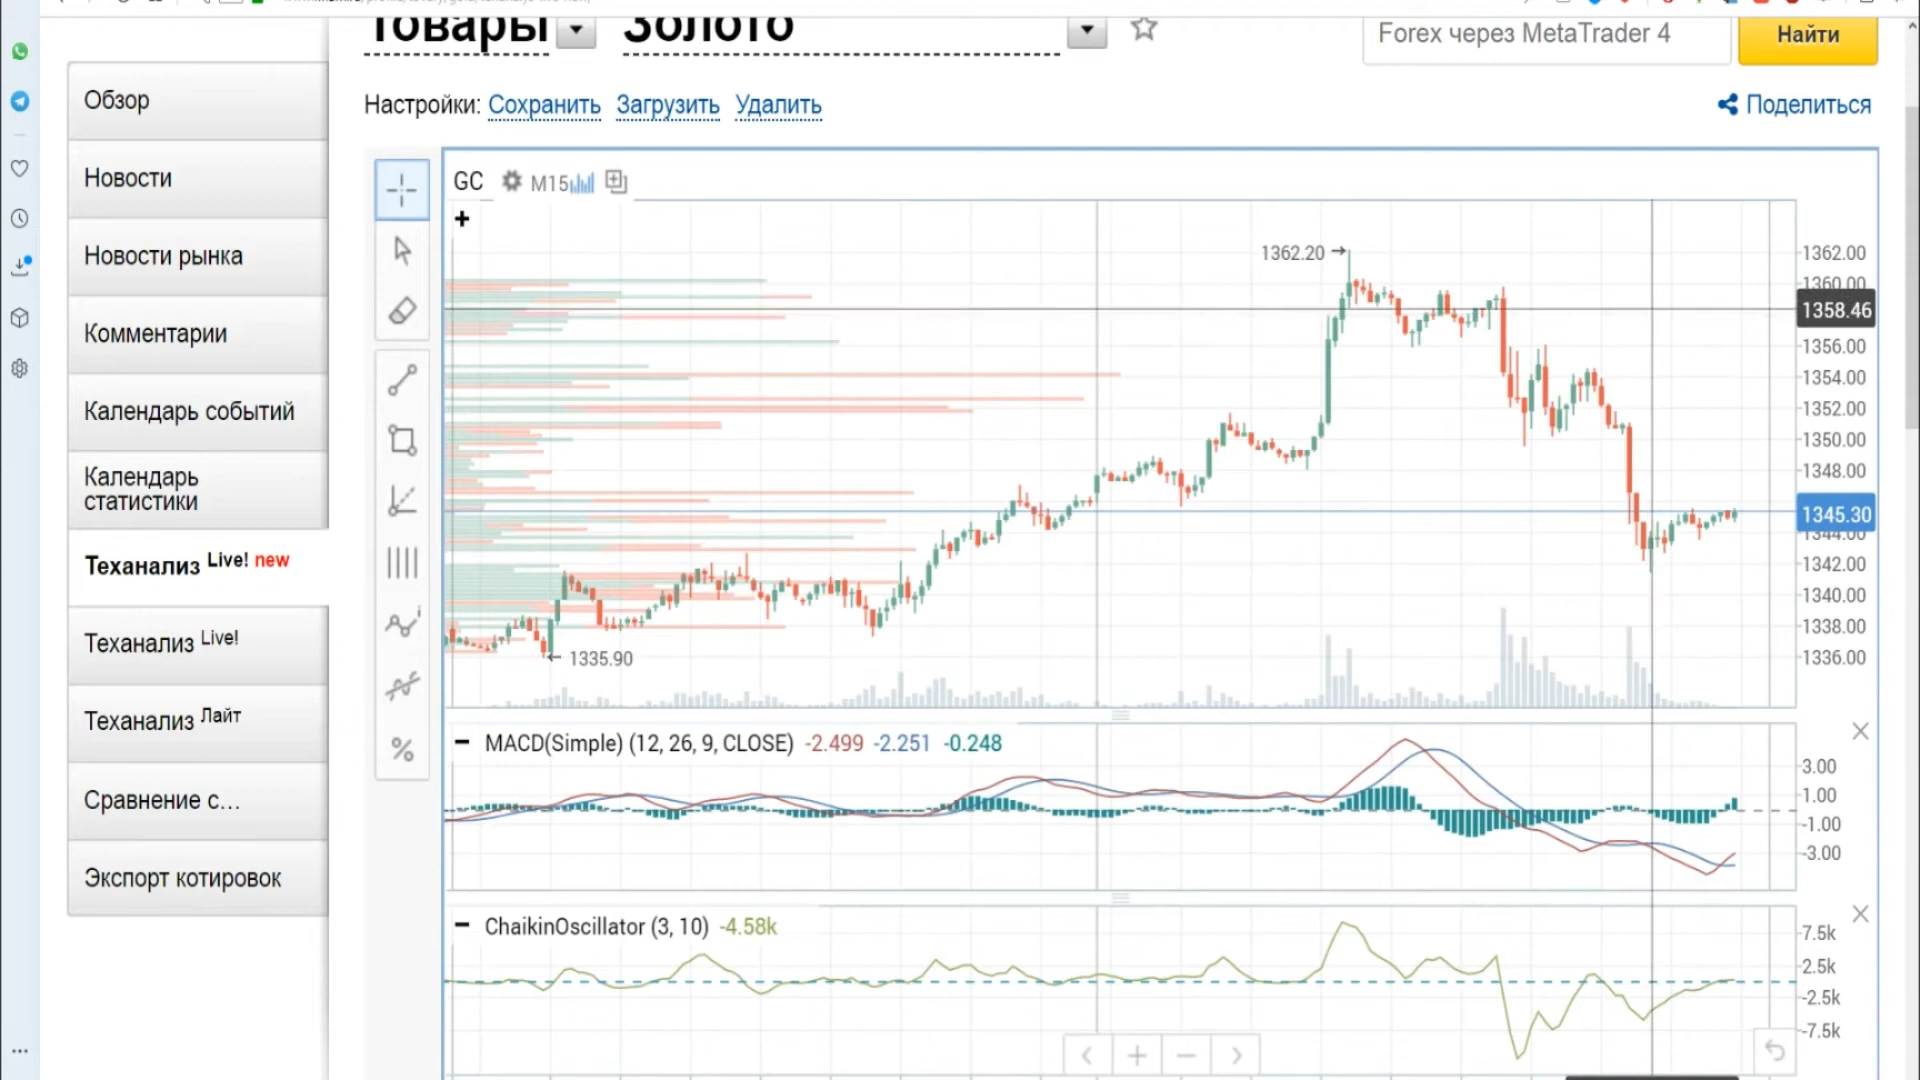 Товары
Золото
Forex через MetaTrader 4
Найти
Настройки: Сохранить Загрузить Удалить
Поделиться
Обзор
Новости
Новости рынка
Комментарии
Календарь событий
Календарь
статистики
Теханализ Live! new
Теханализ Live!
Теханализ Лайт
Сравнение с...
Экспорт котировок
GC M15
1362.20
1335.90
1362.00
1360.00
1358.46
1356.00
1354.00
1352.00
1350.00
1348.00
1345.30
1344.00
1342.00
1340.00
1338.00
1336.00
MACD(Simple) (12, 26, 9, CLOSE) -2.499 -2.251 -0.248
3.00
1.00
-1.00
-3.00
ChaikinOscillator (3, 10) -4.58k
7.5k
2.5k
-2.5k
-7.5k